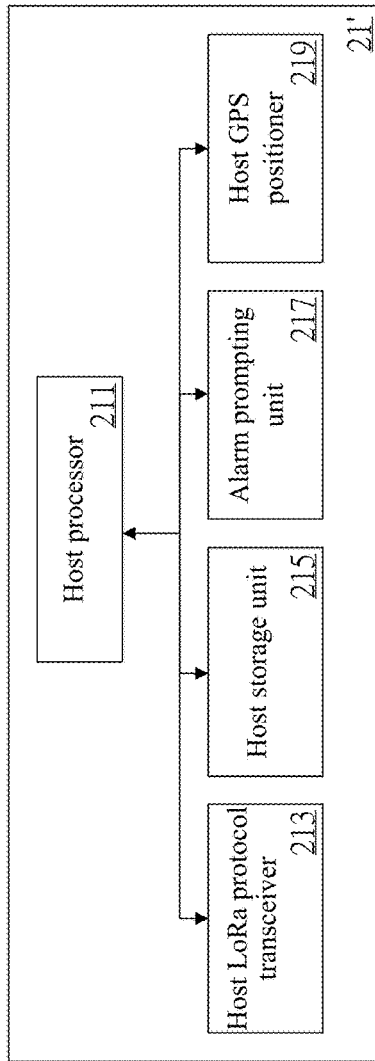 Host processor
211
Host LoRa protocol
transceiver
213
Host storage unit
215
Alarm prompting
unit
217
Host GPS
positioner
219
21'